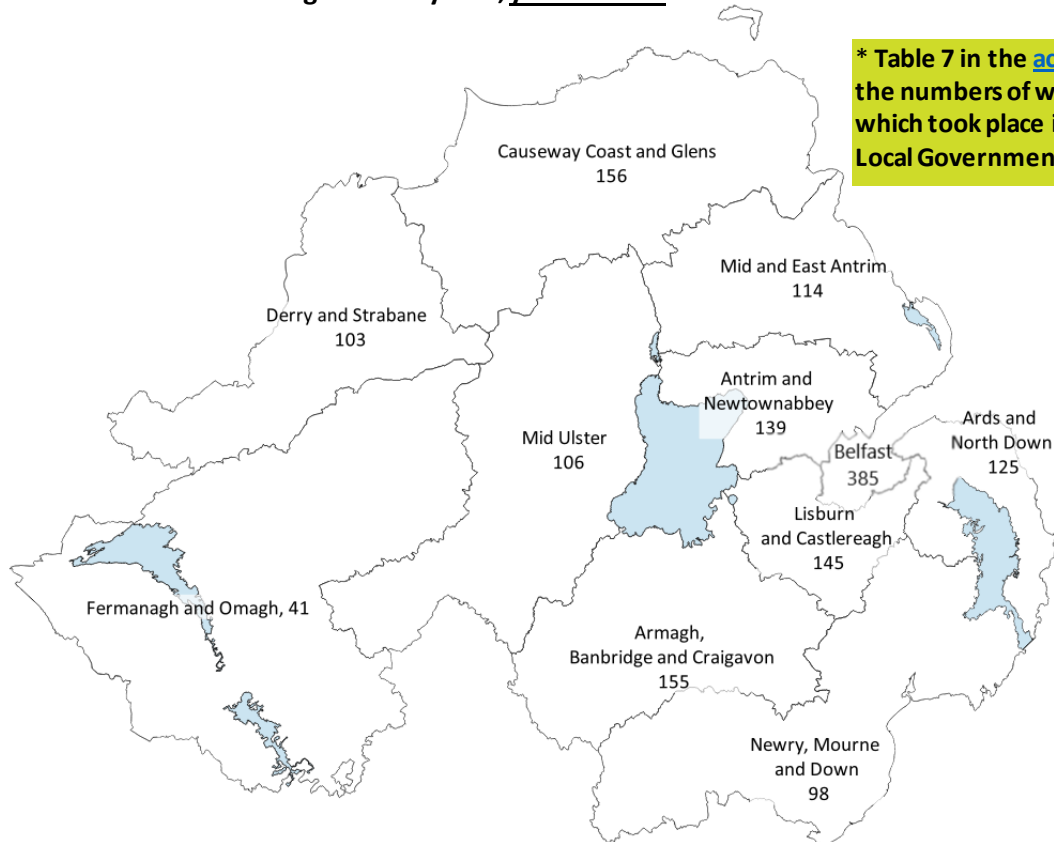 * Table 7 in the
the numbers of
which took place
Causeway Coast and Glens
156
Mid and East Antrim
114
Derry and Strabane
103
Antrim and
Newtownabbey
139
Ards and
North Down
125
Mid Ulster
106
Belfast
385
Lisburn
and Castlereagh
145
Fermanagh and Omagh, 41
Armagh,
Banbridge and Craigavon
155
Newry, Mourne
and Down
98